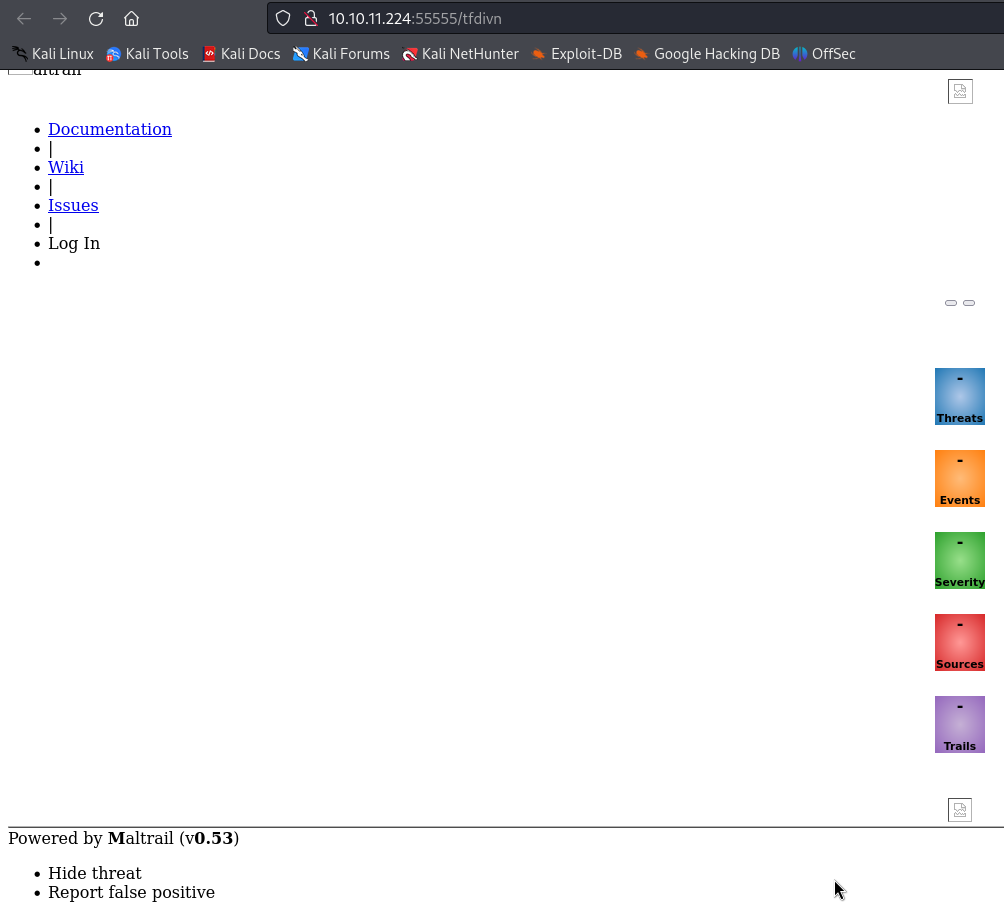 10.10.11.224:55555/tfdivn
Kali Linux Kali Tools Kali Docs Kali Forums Kali NetHunter Exploit-DB Google Hacking DB OffSec
altrail
Documentation
|
Wiki
|
Issues
|
Log In
-
Threats
-
Events
-
Severity
-
Sources
-
Trails
Powered by Maltrail (v0.53)
Hide threat
Report false positive